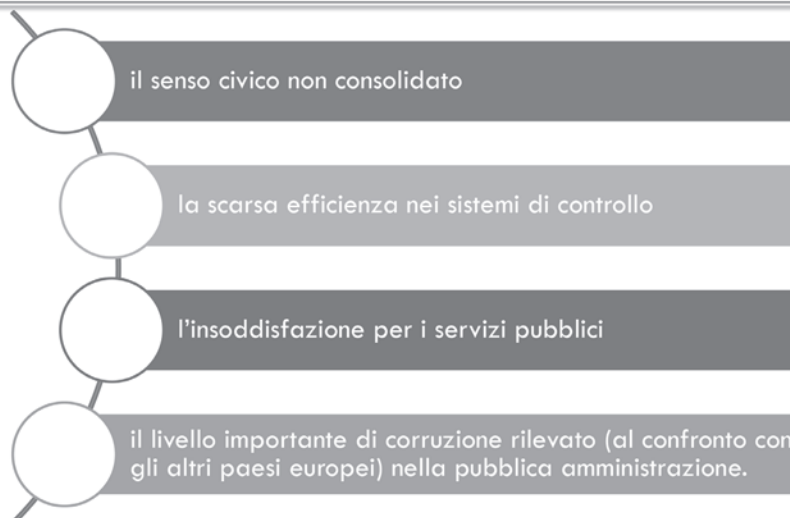 il senso civico non consolidato
la scarsa efficienza nei sistemi di controllo
l'insoddisfazione per i servizi pubblici
il livello importante di corruzione rilevato (al confronto con
gli altri paesi europei) nella pubblica amministrazione.